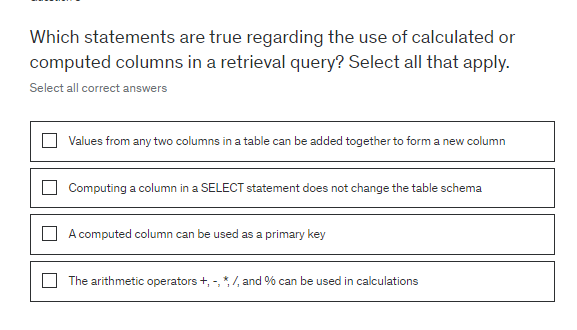 Which statements are true regarding the use of calculated or
computed columns in a retrieval query? Select all that apply.
Select all correct answers
Values from any two columns in a table can be added together to form a new column
Computing a column in a SELECT statement does not change the table schema
A computed column can be used as a primary key
The arithmetic operators +, -, *, /, and % can be used in calculations